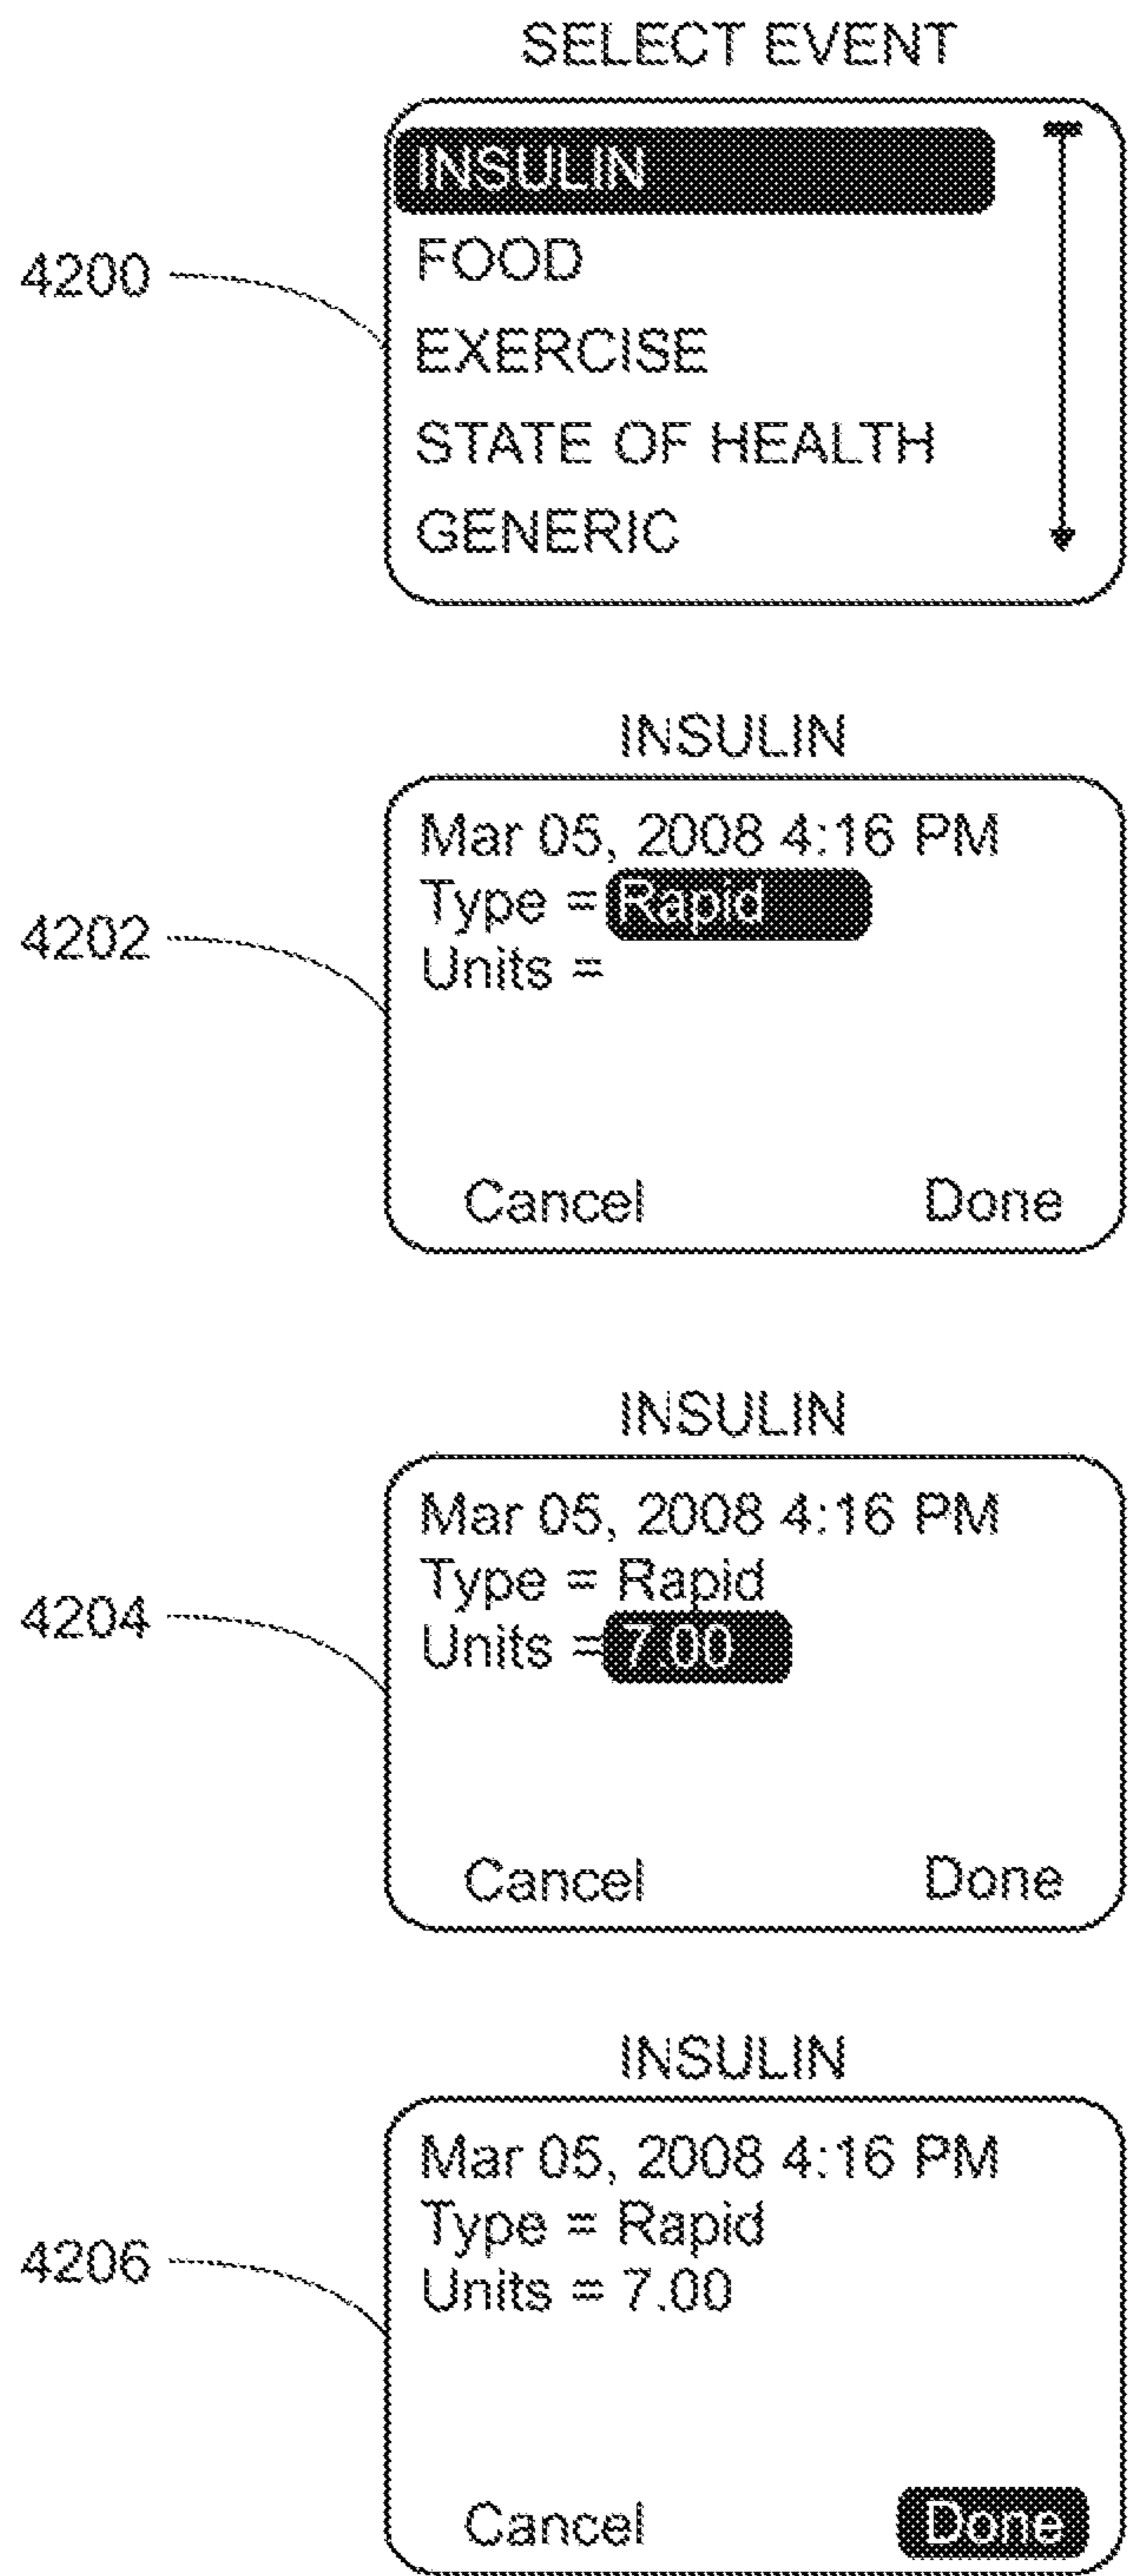 SELECT EVENT
INSULIN
FOOD
4200
EXERCISE
STATE OF HEALTH
GENERIC
INSULIN
Mar 05, 2008 4:16 PM
Type = Rapid
4202
Units =
Cancel Done
INSULIN
Mar 05, 2008 4:16 PM
Type = Rapid
4204
Units = 7.00
Cancel Done
INSULIN
Mar 05, 2008 4:16 PM
Type = Rapid
4206
Units = 7.00
Cancel Done